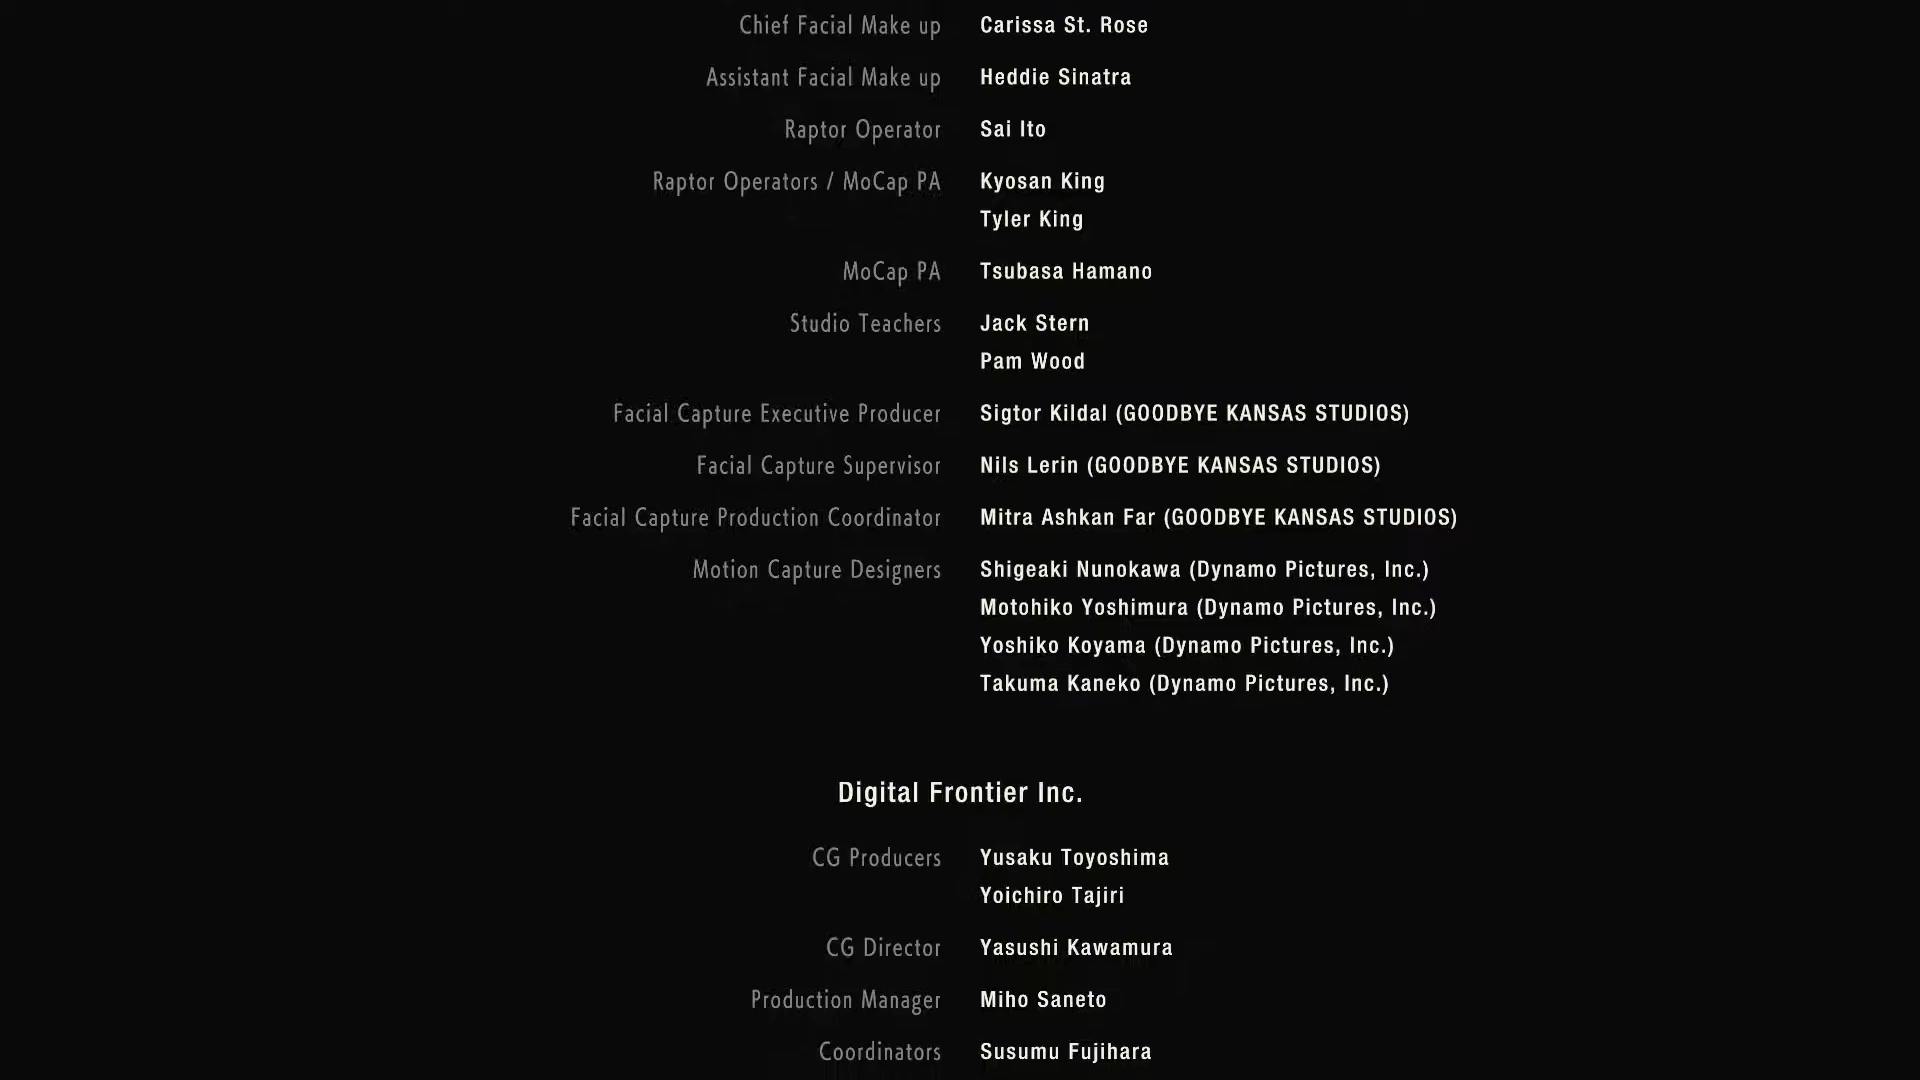 Chief Facial Make up Carissa St. Rose
Assistant Facial Make up Heddie Sinatra
Raptor Operator Sai Ito
Raptor Operators / MoCap PA Kyosan King
Tyler King
MoCap PA Tsubasa Hamano
Studio Teachers Jack Stern
Pam Wood
Facial Capture Executive Producer Sigtor Kildal (GOODBYE KANSAS STUDIOS)
Facial Capture Supervisor Nils Lerin (GOODBYE KANSAS STUDIOS)
Facial Capture Production Coordinator Mitra Ashkan Far (GOODBYE KANSAS STUDIOS)
Motion Capture Designers Shigeaki Nunokawa (Dynamo Pictures, Inc.)
Motohiko Yoshimura (Dynamo Pictures, Inc.)
Yoshiko Koyama (Dynamo Pictures, Inc.)
Takuma Kaneko (Dynamo Pictures, Inc.)
Digital Frontier Inc.
CG Producers Yusaku Toyoshima
Yoichiro Tajiri
CG Director Yasushi Kawamura
Production Manager Miho Saneto
Coordinators Susumu Fujihara